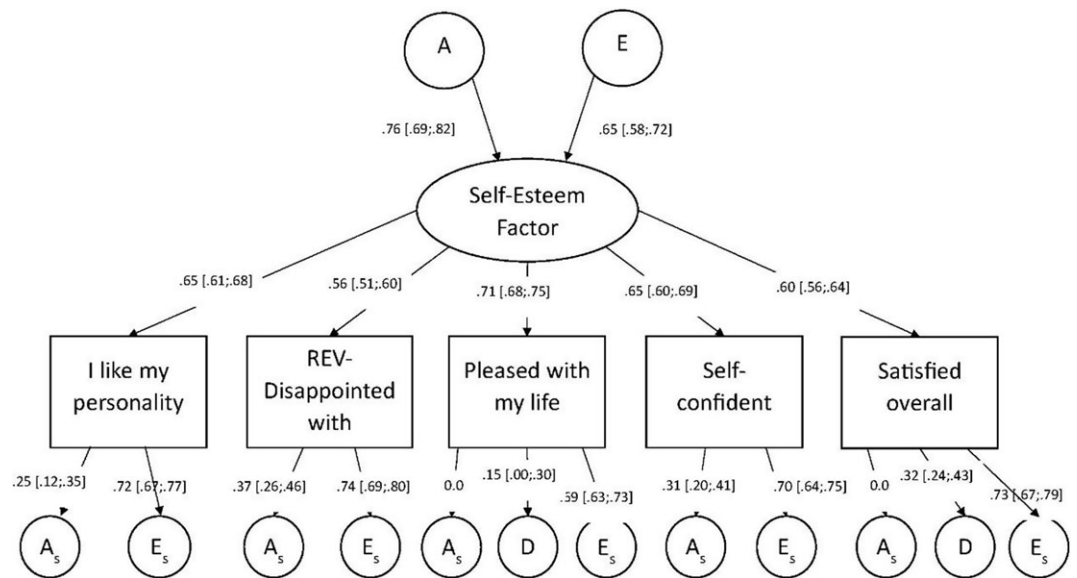 A
E
.76 [.69;.82]
.65 [.58;.72]
Self-Esteem
Factor
.65 [.61;.68]
.56 [.51;.60]
.71 [.68;.75]
.65 [.60;.69]
.60 [.56;.64]
I like my
personality
REV-
Disappointed
with
Pleased with
my life
Self-
confident
Satisfied
overall
.25 [.12;.35]
.72 [.67;.77]
.37 [.26;.46]
.74 [.69;.80]
0.0
.15 [.00;.30]
[.63;.73]
.31 [.20;.41]
.70 [.64;.75]
0.0
.32 [.24;.43]
.73 [.67;.79]
As
Es
As
Es
As
D
Es
As
Es
As
D
Es